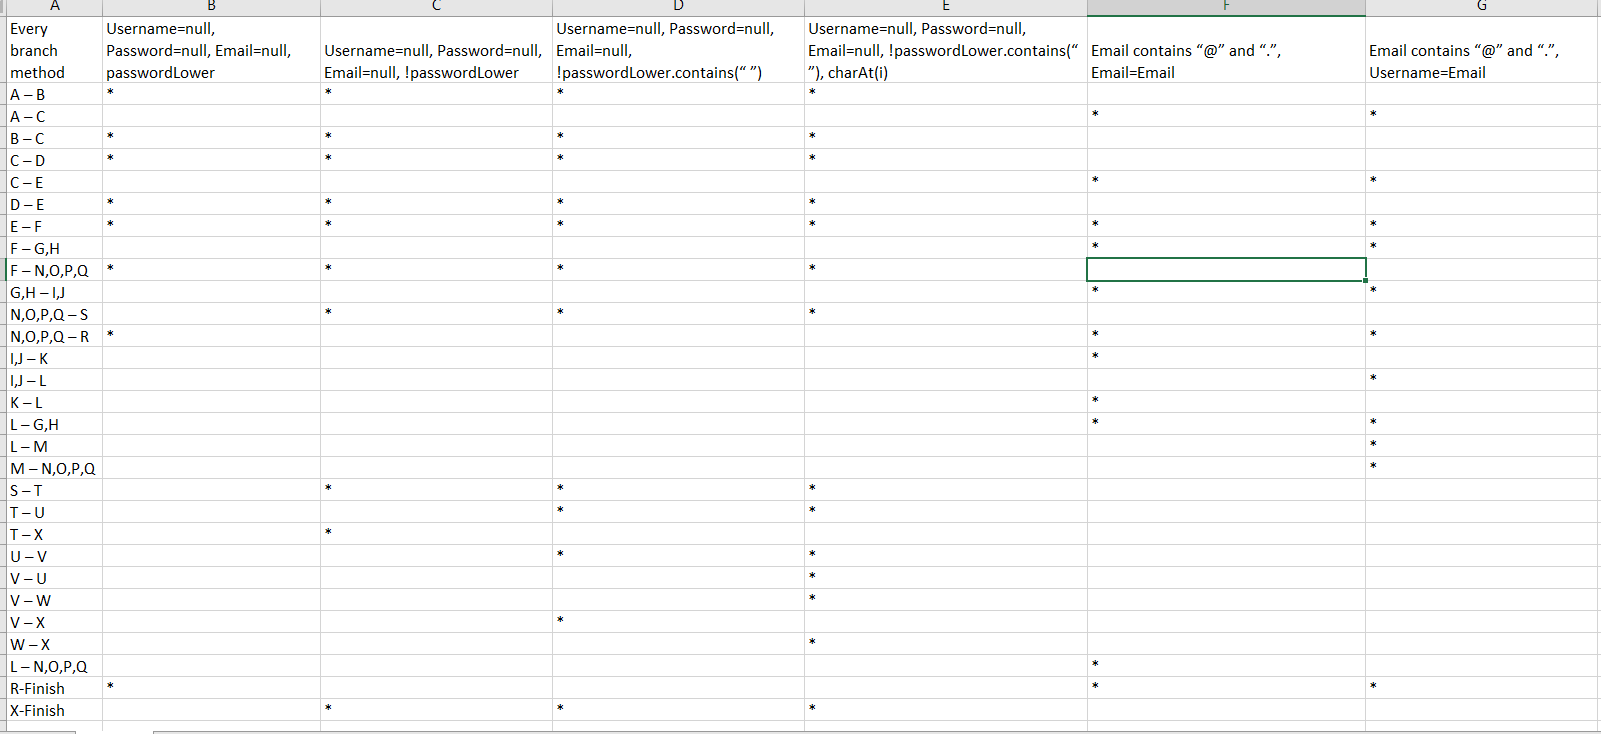 A B C D E F G
Every branch method Username=null, Password=null, Email=null, passwordLower Username=null, Password=null, Email=null, !passwordLower Username=null, Password=null, Email=null, !passwordLower.contains(“ ”) Username=null, Password=null, Email=null, !passwordLower.contains(“ ”), charAt(i) Email contains “@” and “.”, Email=Email Email contains “@” and “.”, Username=Email
A – B * * * *
A – C * *
B – C * * * *
C – D * * * *
C – E * *
D – E * * * *
E – F * * * * * *
F – G,H * *
F – N,O,P,Q * * * *
G,H – I,J * *
N,O,P,Q – S * * *
N,O,P,Q – R * * *
I,J – K *
I,J – L *
K – L *
L – G,H * *
L – M *
M – N,O,P,Q *
S – T * * *
T – U * *
T – X *
U – V * *
V – U *
V – W *
V – X *
W – X *
L – N,O,P,Q *
R-Finish * * *
X-Finish * * *